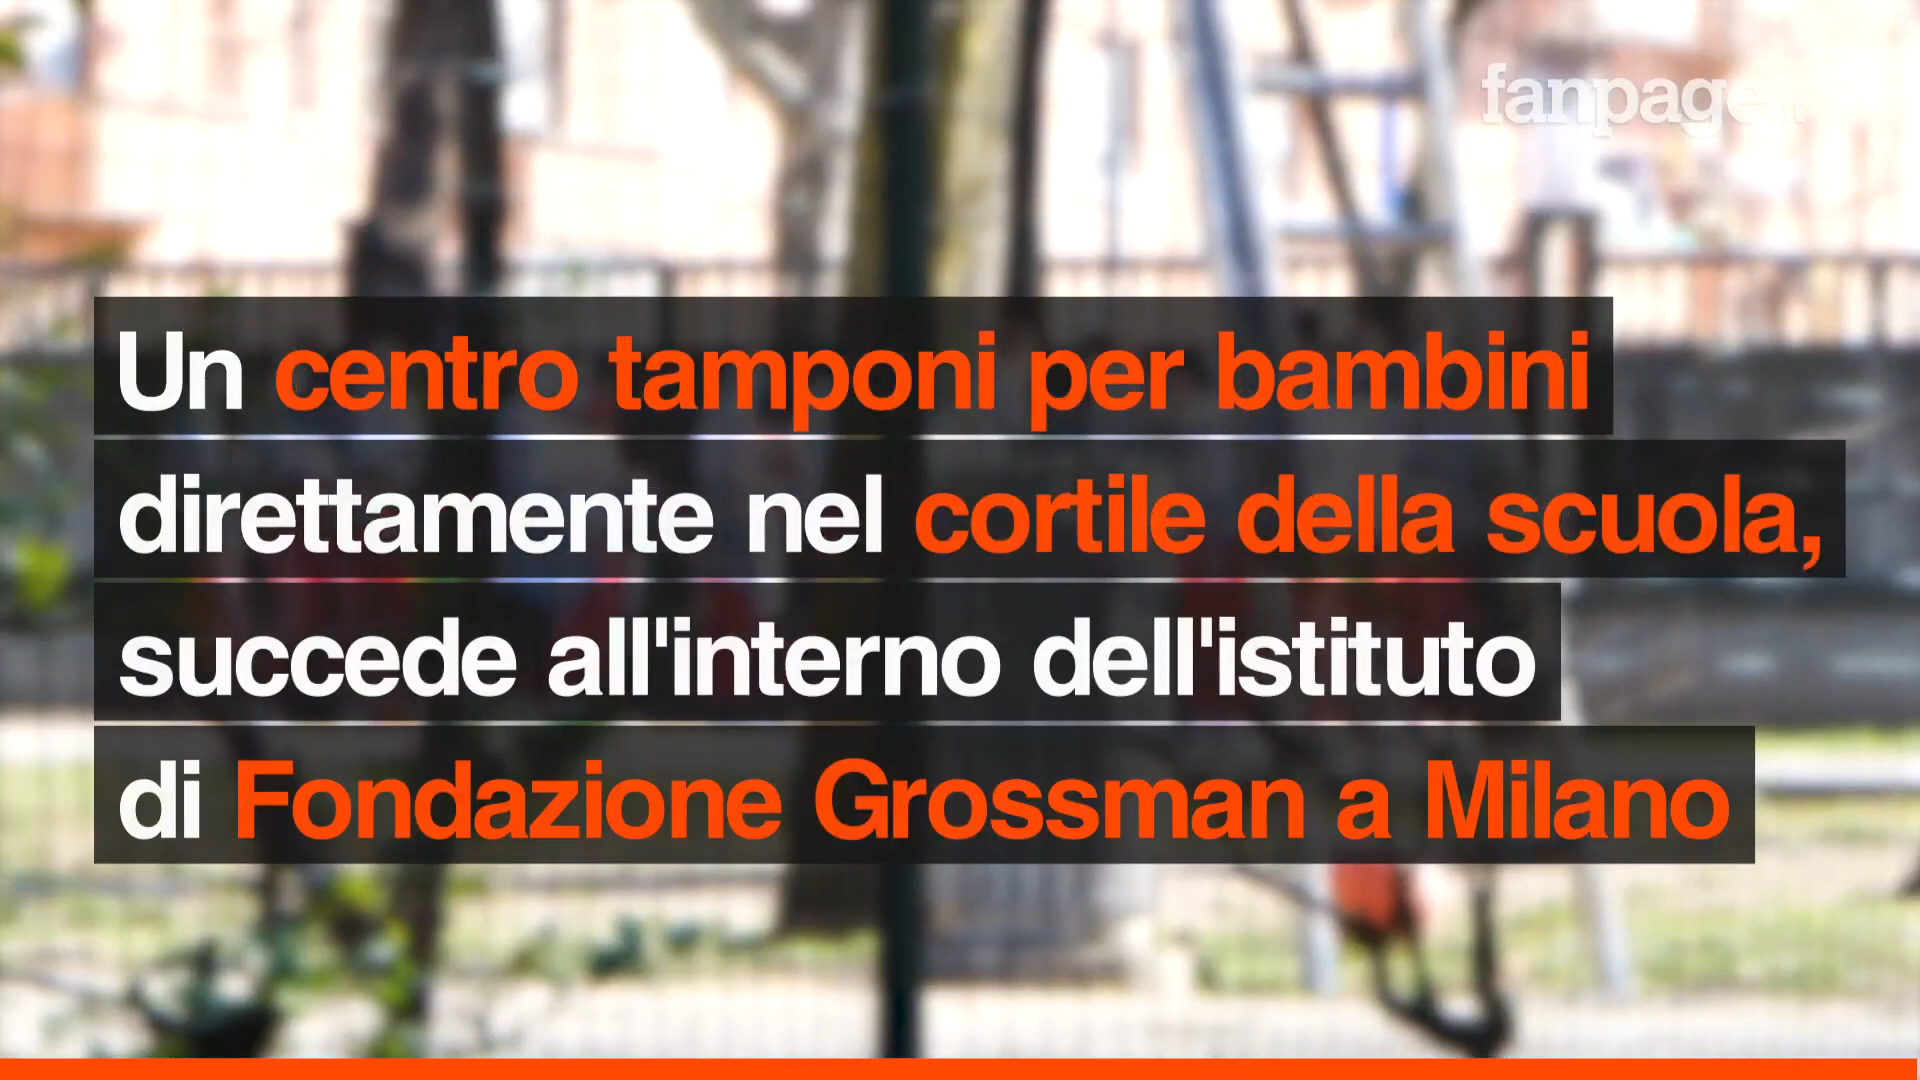 fanpage.it
Un centro tamponi per bambini
direttamente nel cortile della scuola,
succede all'interno dell'istituto
di Fondazione Grossman a Milano